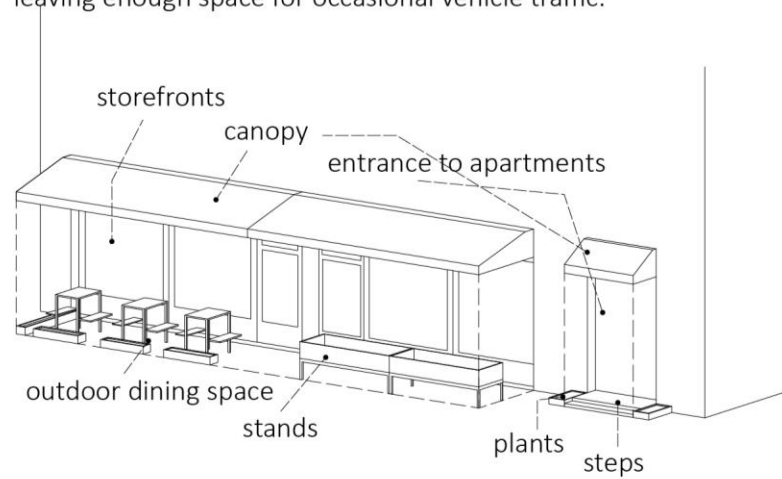 leaving enough space for occasional vehicle traffic.
storefronts
canopy
entrance to apartments
outdoor dining space
stands
plants
steps